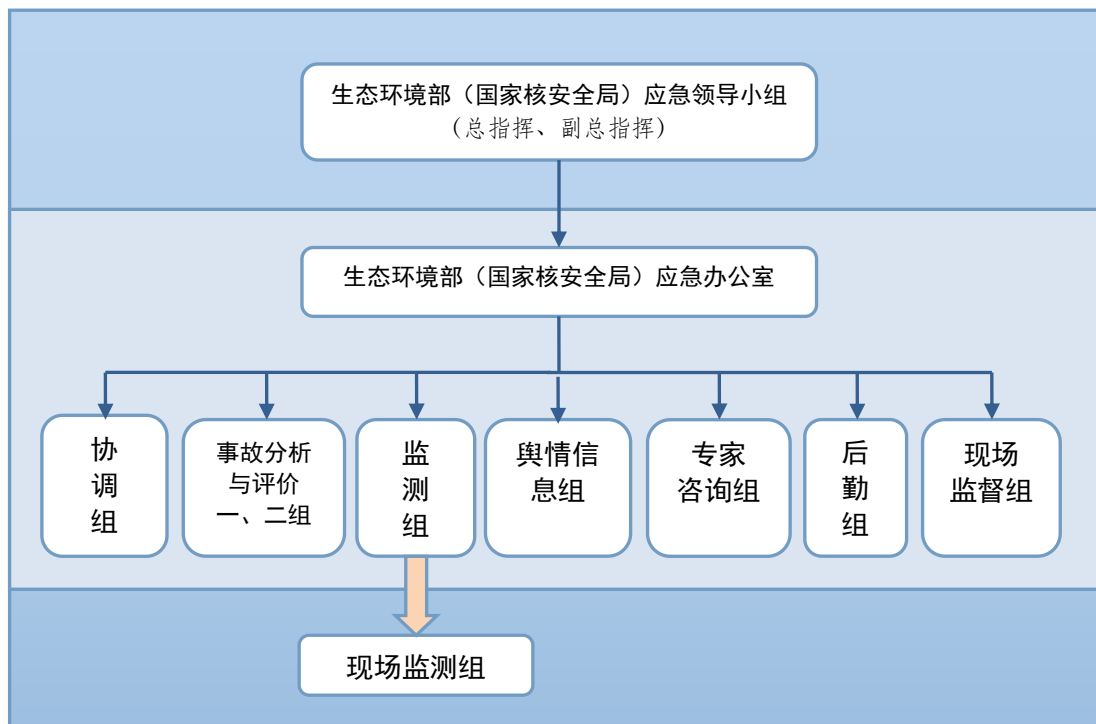 生态环境部（国家核安全局）应急领导小组
（总指挥、副总指挥）
生态环境部（国家核安全局）应急办公室
协
调
组
事故分析
与评价
一、二组
监
测
组
舆情信
息组
专家
咨询组
后
勤
组
现场
监督组
现场监测组